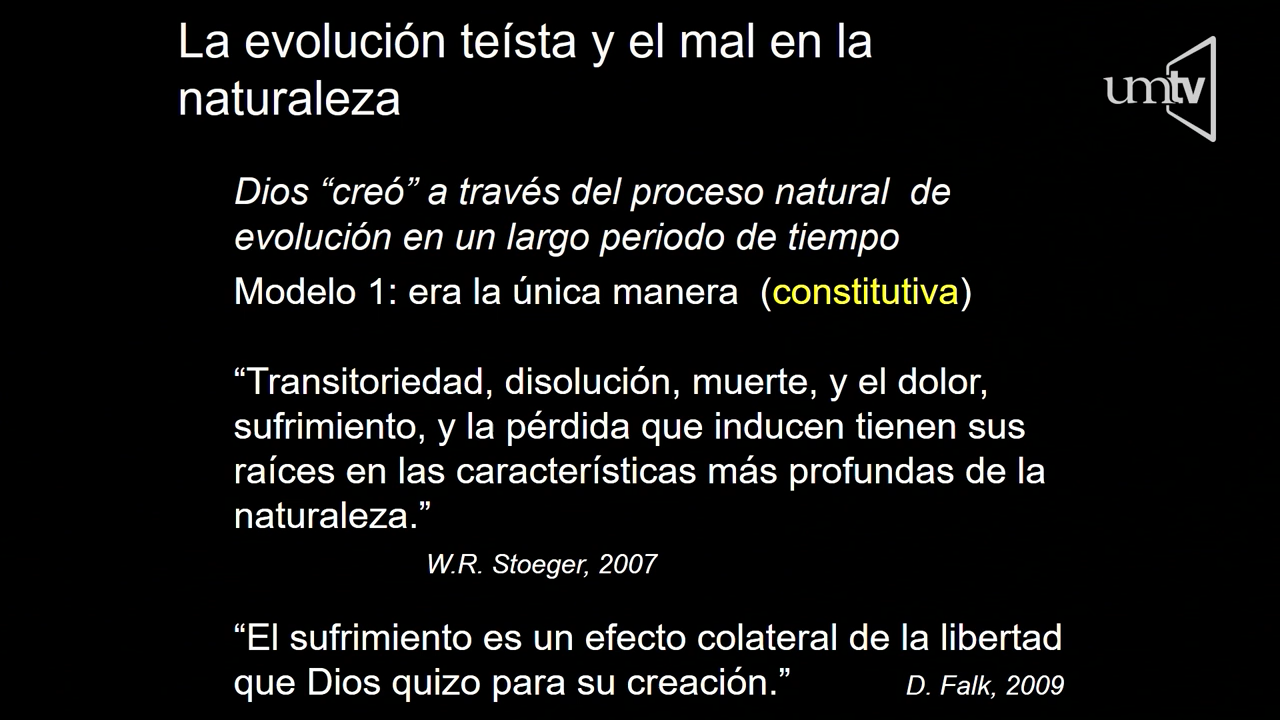 La evolución teísta y el mal en la
naturaleza
umtv
Dios “creó” a través del proceso natural de
evolución en un largo periodo de tiempo
Modelo 1: era la única manera (constitutiva)
“Transitoriedad, disolución, muerte, y el dolor,
sufrimiento, y la pérdida que inducen tienen sus
raíces en las características más profundas de la
naturaleza.”
W.R. Stoeger, 2007
“El sufrimiento es un efecto colateral de la libertad
que Dios quizo para su creación.” D. Falk, 2009